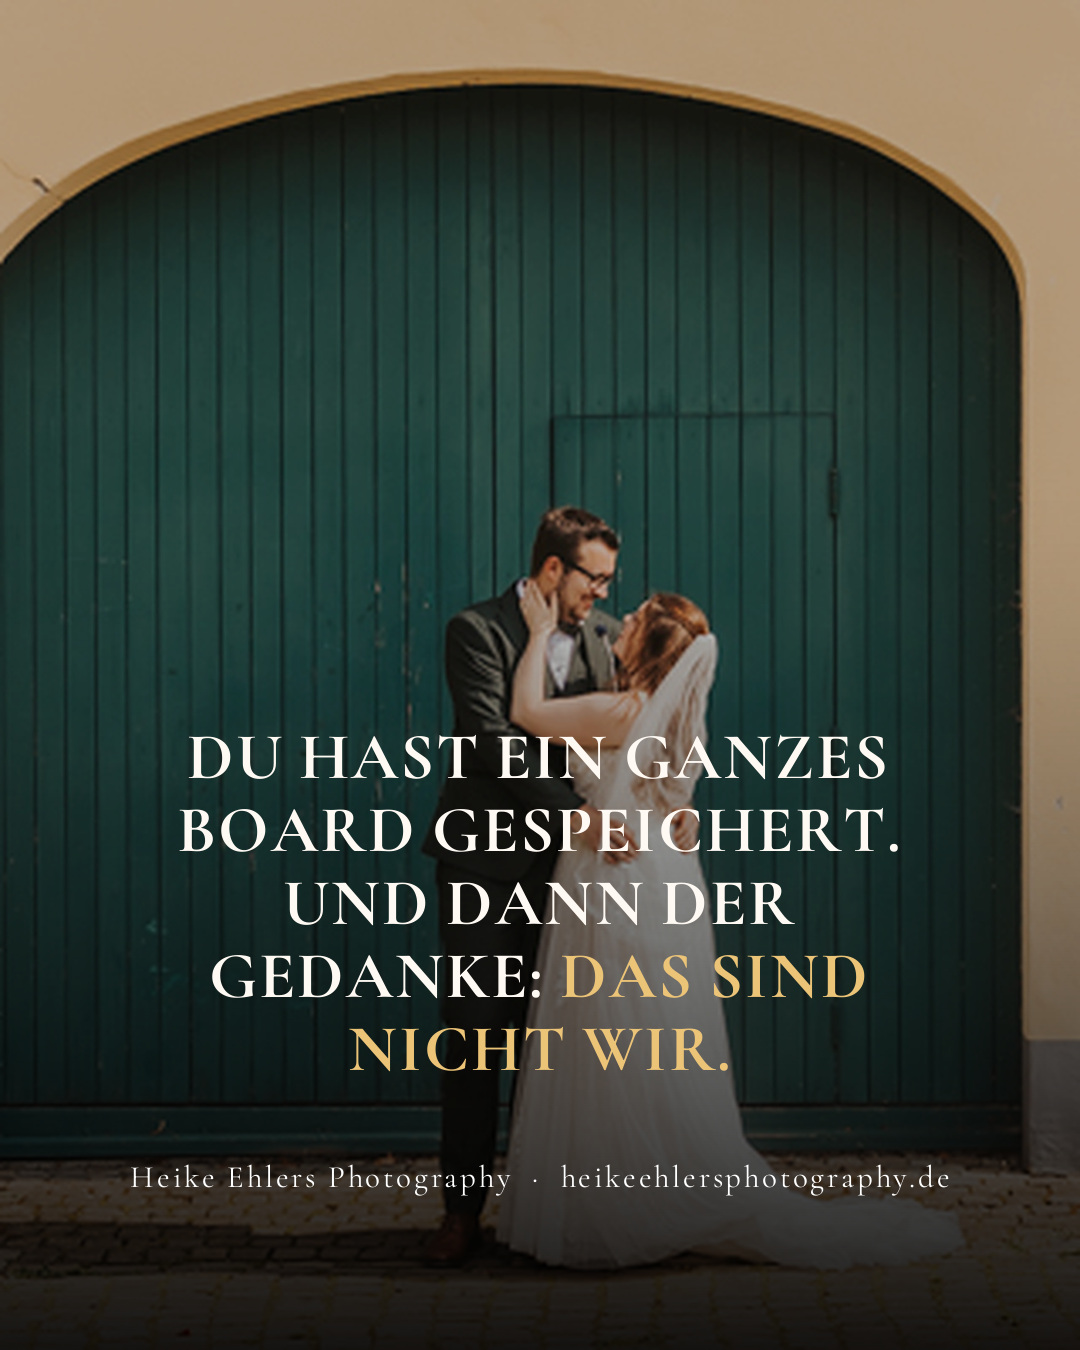 DU HAST EIN GANZES
BOARD GESPEICHERT.
UND DANN DER
GEDANKE: DAS SIND
NICHT WIR.
Heike Ehlers Photography · heikeehlersphotography.de